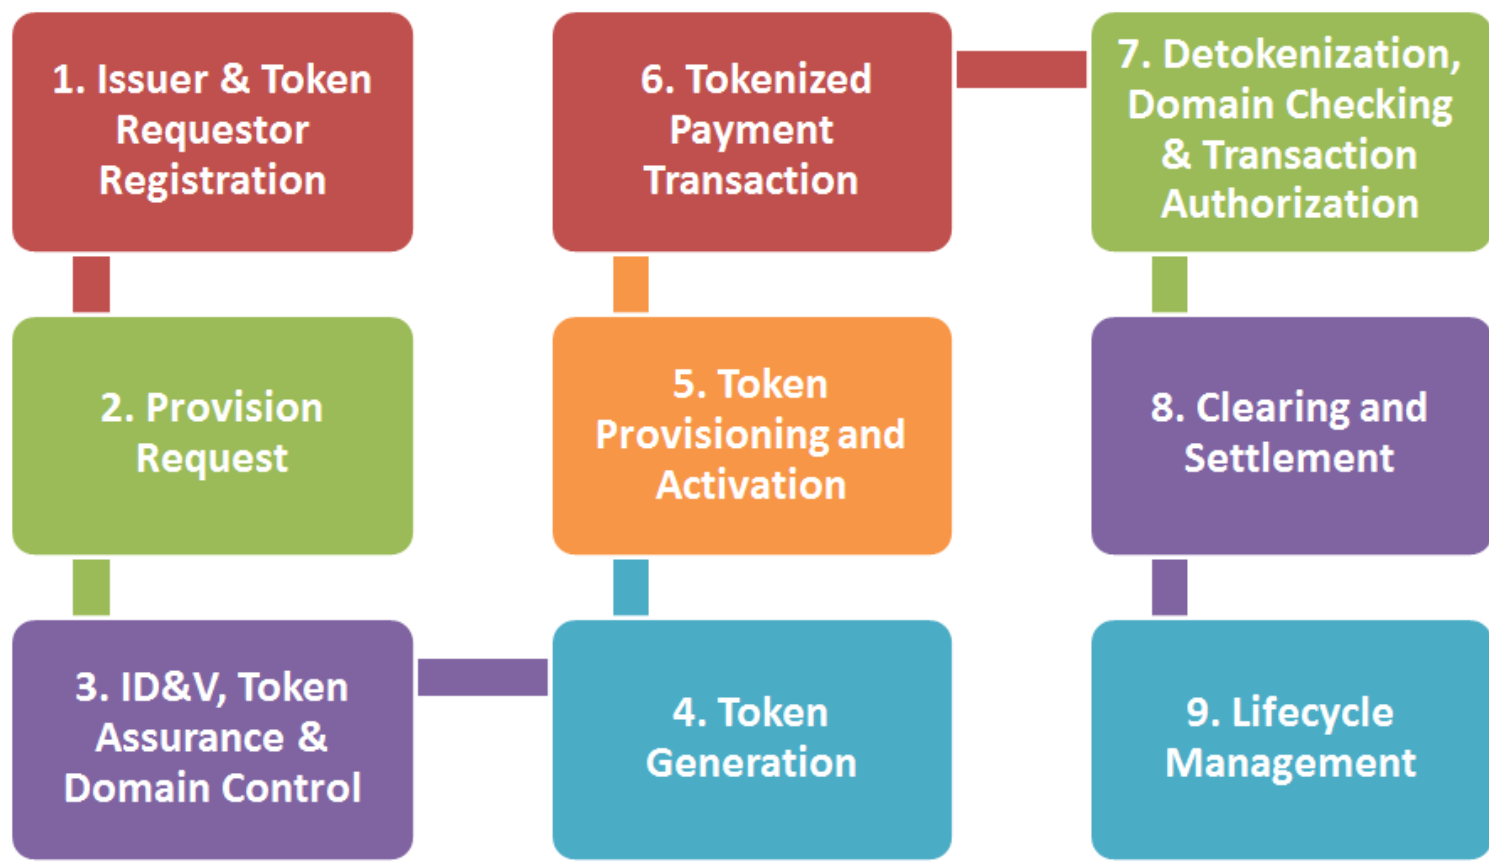 1. Issuer & Token
Requestor
Registration
2. Provision
Request
3. ID&V, Token
Assurance &
Domain Control
4. Token
Generation
5. Token
Provisioning and
Activation
6. Tokenized
Payment
Transaction
7. Detokenization,
Domain Checking
& Transaction
Authorization
8. Clearing and
Settlement
9. Lifecycle
Management